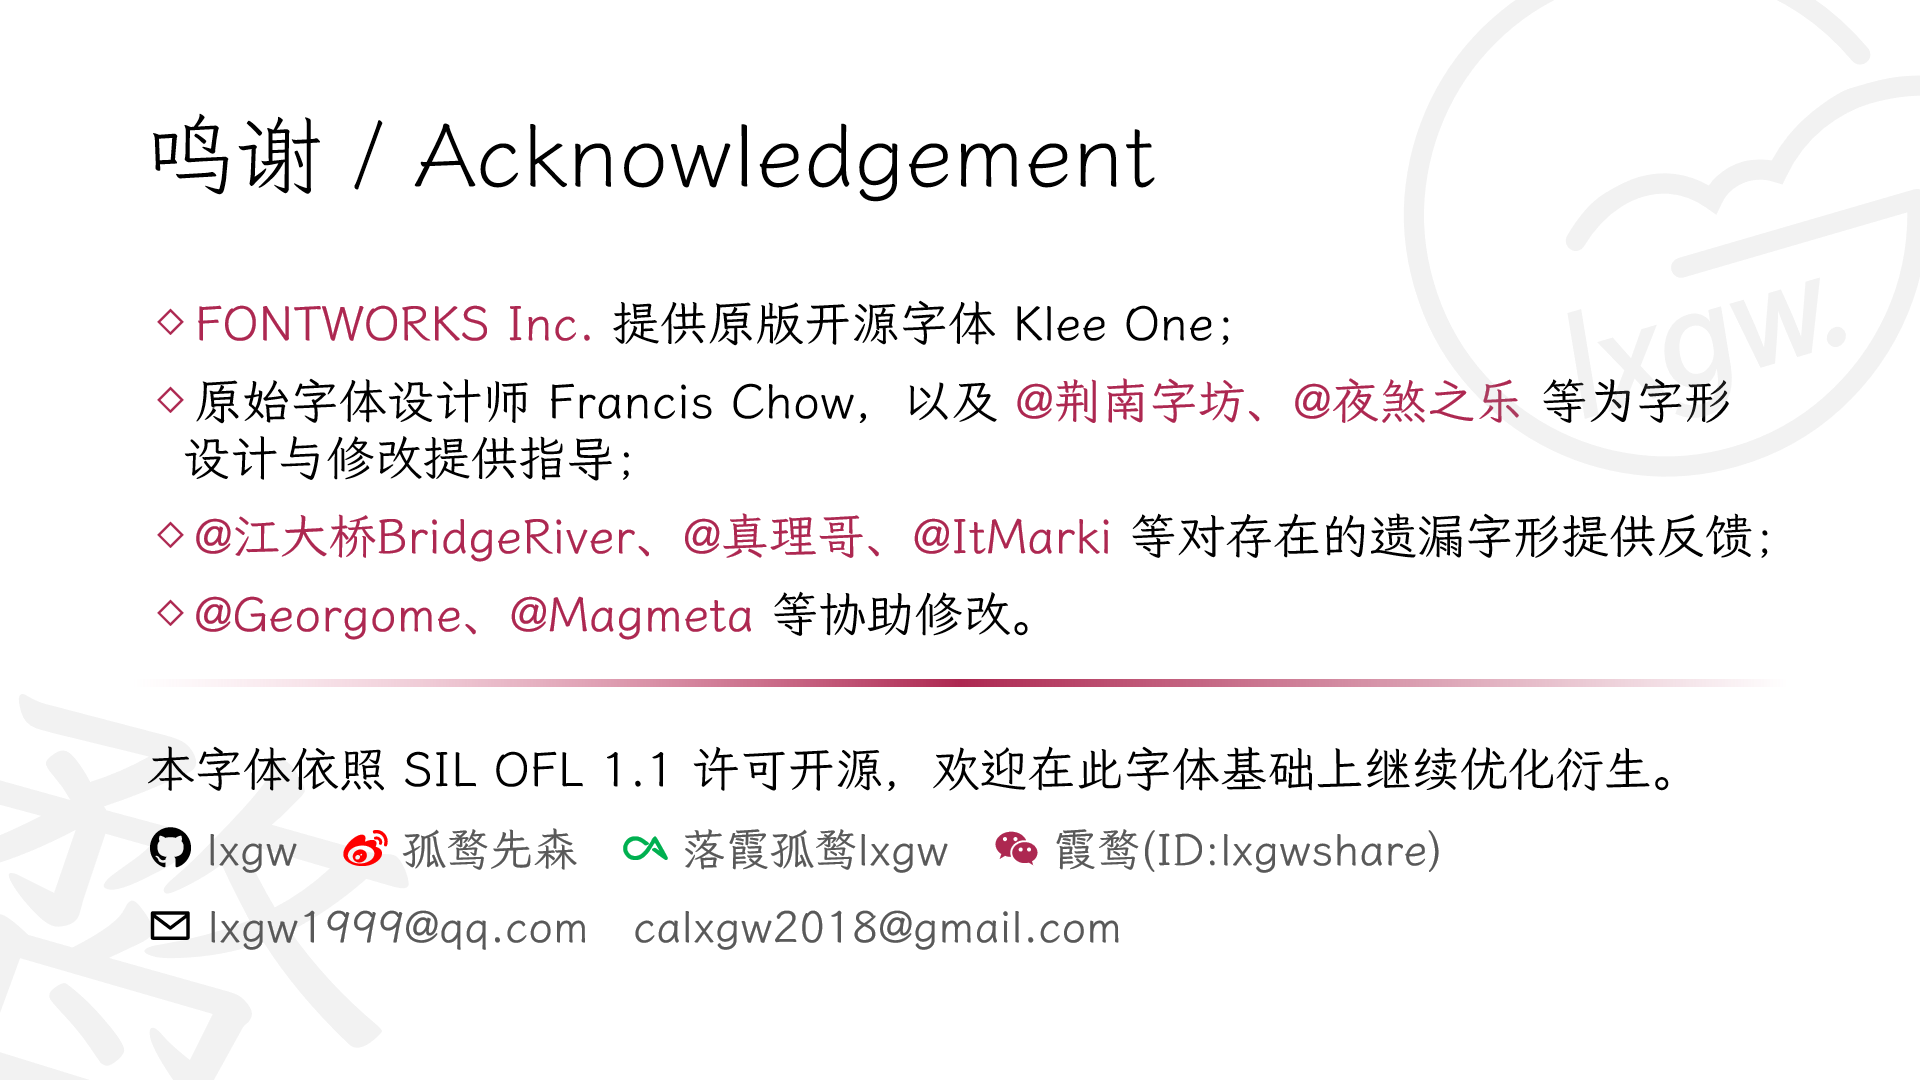 鸣谢 / Acknowledgement
lxgw.
◇ FONTWORKS Inc. 提供原版开源字体 Klee One；
◇ 原始字体设计师 Francis Chow，以及 @荆南字坊、@夜煞之乐 等为字形
设计与修改提供指导；
◇ @江大桥BridgeRiver、@真理哥、@ItMarki 等对存在的遗漏字形提供反馈；
◇ @Georgome、@Magmeta 等协助修改。
本字体依照 SIL OFL 1.1 许可开源，欢迎在此字体基础上继续优化衍生。
lxgw 孤鹜先森 落霞孤鹜lxgw 霞鹜(ID:lxgwshare)
lxgw1999@qq.com calxgw2018@gmail.com